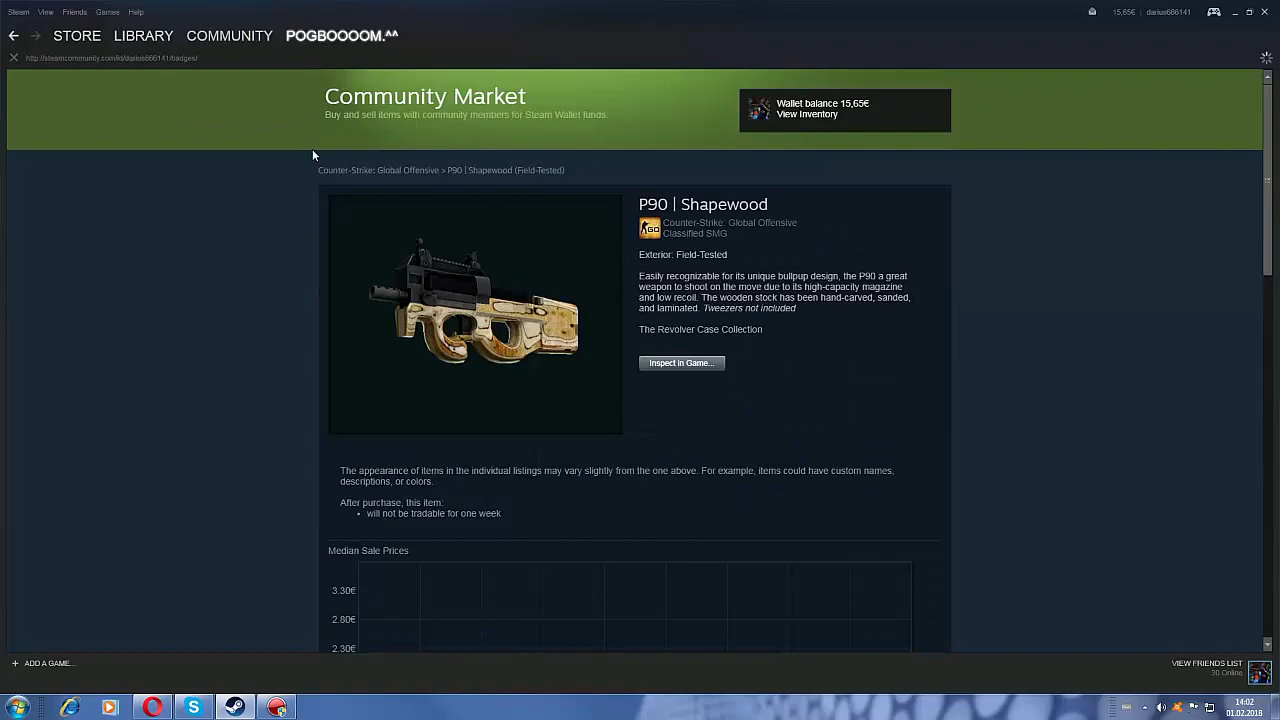 Steam View Friends Games Help
15,65€ darius686141
STORE LIBRARY COMMUNITY POGBOOOOM.^^
http://steamcommunity.com/id/darius686141/badges/
Community Market
Buy and sell items with community members for Steam Wallet funds.
Wallet balance 15,65€
View Inventory
Counter-Strike: Global Offensive > P90 | Shapewood (Field-Tested)
P90 | Shapewood
Counter-Strike: Global Offensive
Classified SMG
Exterior: Field-Tested
Easily recognizable for its unique bullpup design, the P90 a great
weapon to shoot on the move due to its high-capacity magazine
and low recoil. The wooden stock has been hand-carved, sanded,
and laminated. Tweezers not included
The Revolver Case Collection
Inspect in Game...
The appearance of items in the individual listings may vary slightly from the one above. For example, items could have custom names,
descriptions, or colors.
After purchase, this item:
• will not be tradable for one week
Median Sale Prices
3.30€
2.80€
2.30€
+ ADD A GAME...
VIEW FRIENDS LIST
30 Online
14:02
01.02.2018